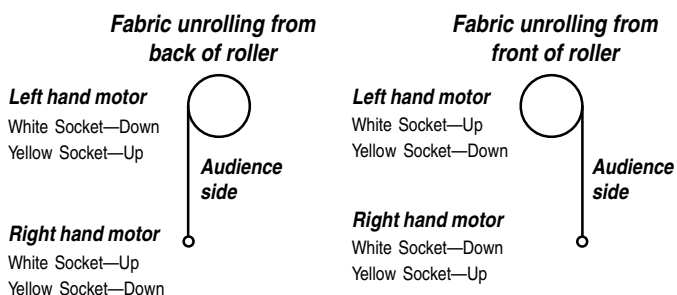 Fabric unrolling from
back of roller
Left hand motor
White Socket—Down
Yellow Socket—Up
Audience
side
Right hand motor
White Socket—Up
Yellow Socket—Down
Fabric unrolling from
front of roller
Left hand motor
White Socket—Up
Yellow Socket—Down
Audience
side
Right hand motor
White Socket—Down
Yellow Socket—Up